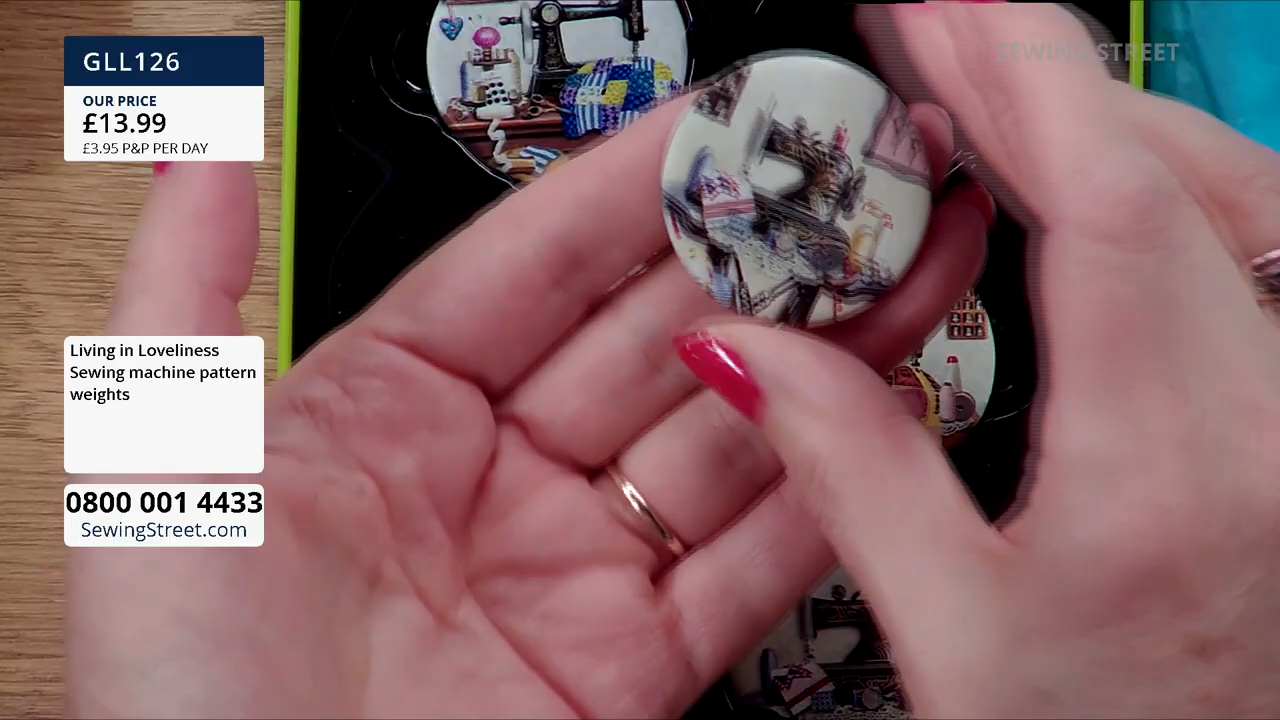 GLL126
OUR PRICE
£13.99
£3.95 P&P PER DAY
SEWING STREET
Living in Loveliness
Sewing machine pattern
weights
0800 001 4433
SewingStreet.com